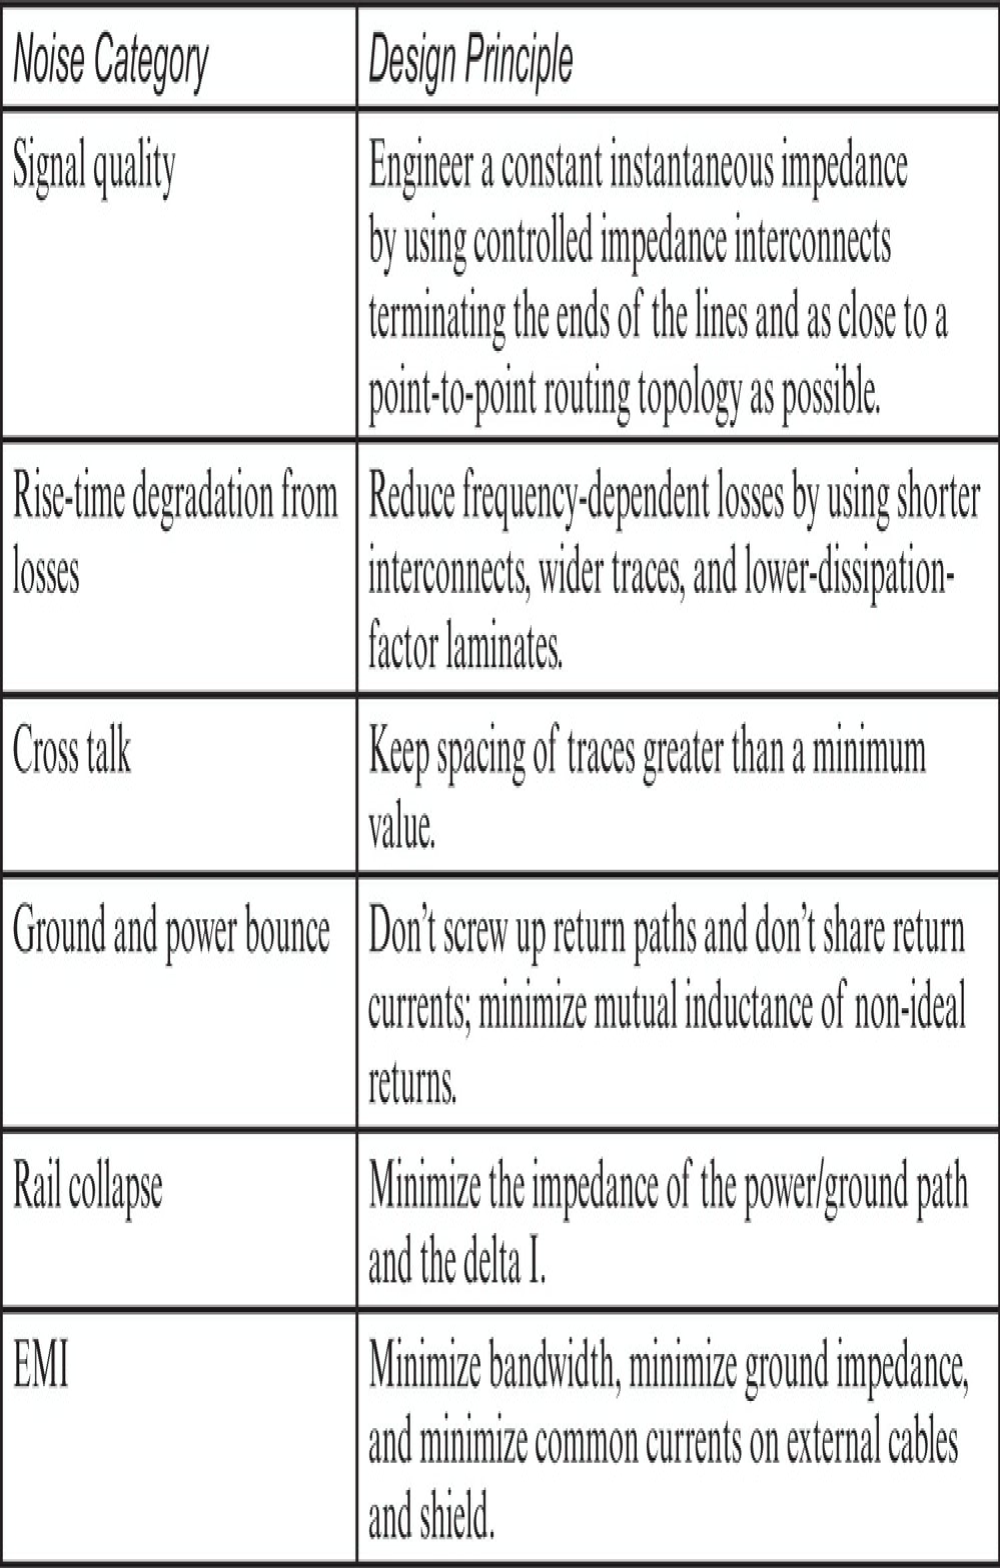 Noise Category
Design Principle
Signal quality
Engineer a constant instantaneous impedance
by using controlled impedance interconnects
terminating the ends of the lines and as close to a
point-to-point routing topology as possible.
Rise-time degradation from
losses
Reduce frequency-dependent losses by using shorter
interconnects, wider traces, and lower-dissipation-
factor laminates.
Cross talk
Keep spacing of traces greater than a minimum
value.
Ground and power bounce
Don’t screw up return paths and don’t share return
currents; minimize mutual inductance of non-ideal
returns.
Rail collapse
Minimize the impedance of the power/ground path
and the delta I.
EMI
Minimize bandwidth, minimize ground impedance,
and minimize common currents on external cables
and shield.